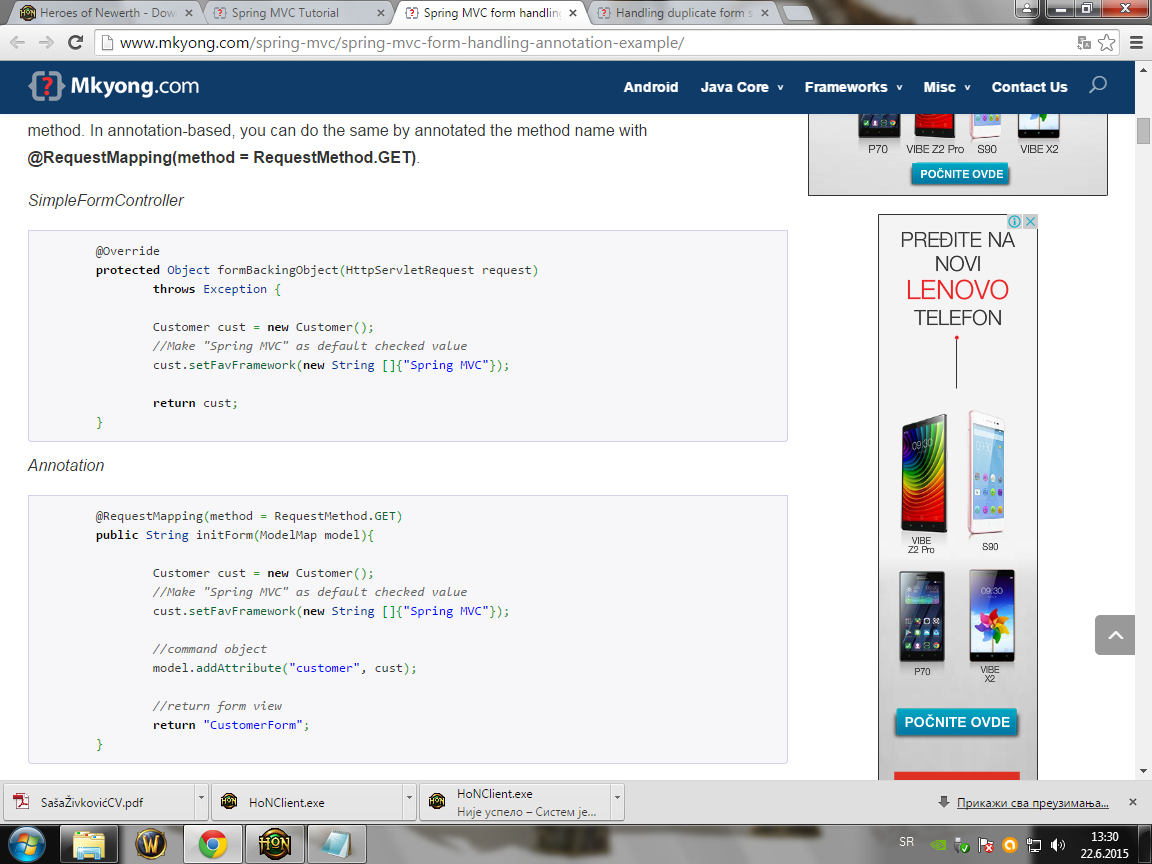 Heroes of Newerth - Dow
Spring MVC Tutorial
Spring MVC form handlin
Handling duplicate form s
www.mkyong.com/spring-mvc/spring-mvc-form-handling-annotation-example/
Mkyong.com
Android
Java Core
Frameworks
Misc
Contact Us
method. In annotation-based, you can do the same by annotated the method name with
@RequestMapping(method = RequestMethod.GET).
SimpleFormController
@Override
protected Object formBackingObject(HttpServletRequest request)
throws Exception {
Customer cust = new Customer();
//Make "Spring MVC" as default checked value
cust.setFavFramework(new String []{"Spring MVC"});
return cust;
}
Annotation
@RequestMapping(method = RequestMethod.GET)
public String initForm(ModelMap model){
Customer cust = new Customer();
//Make "Spring MVC" as default checked value
cust.setFavFramework(new String []{"Spring MVC"});
//command object
model.addAttribute("customer", cust);
//return form view
return "CustomerForm";
}
P70 VIBE Z2 Pro S90 VIBE X2
POČNITE OVDE
PREĐITE NA
NOVI
LENOVO
TELEFON
09:30
VIBE
Z2 Pro
S90
09:30
P70
VIBE
X2
POČNITE OVDE
SašaŽivkovićCV.pdf
HoNClient.exe
HoNClient.exe
Није успело – Систем је...
Прикажи сва преузимања...
HON
SR
13:30
22.6.2015